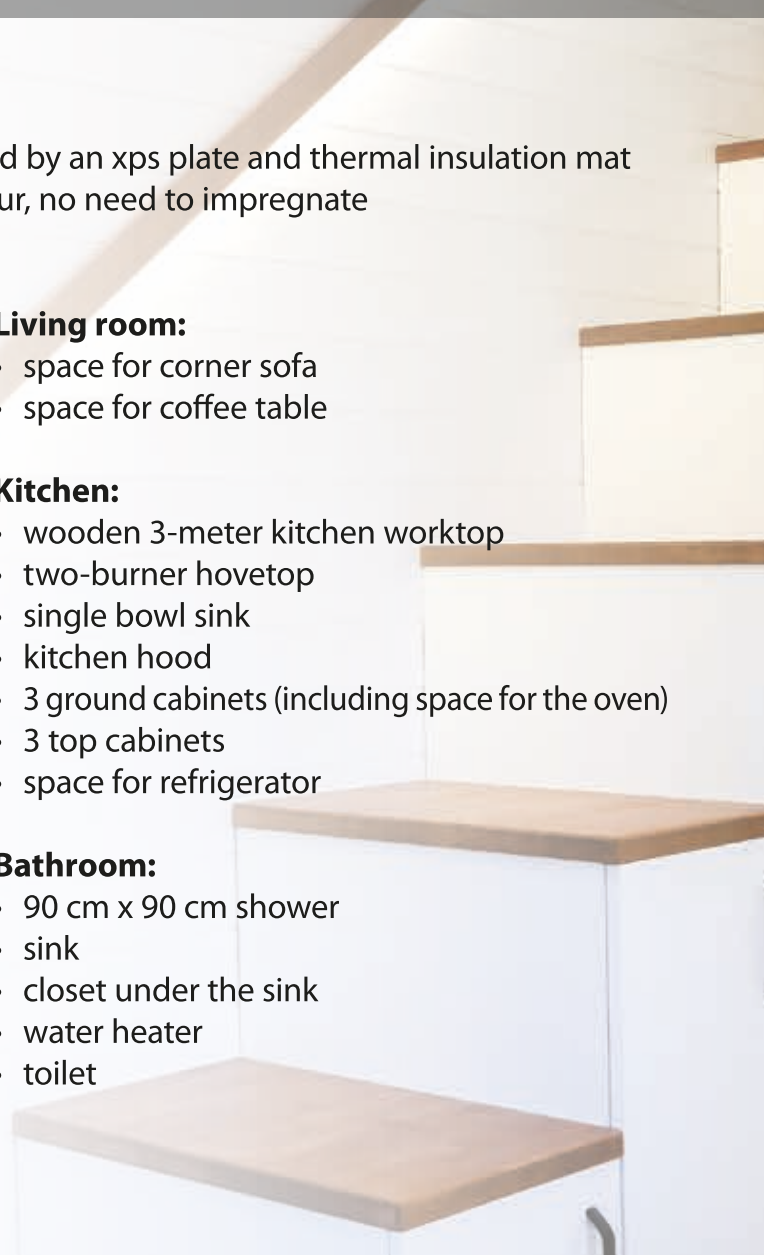 d by an xps plate and thermal insulation mat
ur, no need to impregnate
Living room:
• space for corner sofa
• space for coffee table
Kitchen:
• wooden 3-meter kitchen worktop
• two-burner hovetop
• single bowl sink
• kitchen hood
• 3 ground cabinets (including space for the oven)
• 3 top cabinets
• space for refrigerator
Bathroom:
• 90 cm x 90 cm shower
• sink
• closet under the sink
• water heater
• toilet